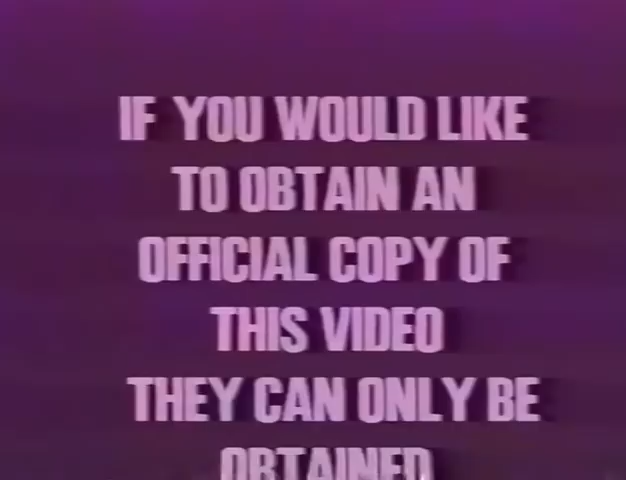 IF YOU WOULD LIKE
TO OBTAIN AN
OFFICIAL COPY OF
THIS VIDEO
THEY CAN ONLY BE
OBTAINED